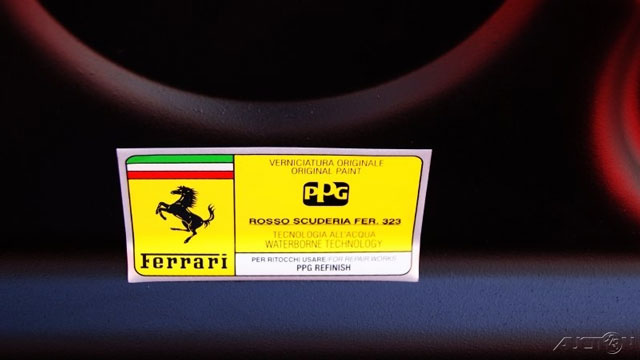 VERNICIATURA ORIGINALE
ORIGINAL PAINT
PPG
ROSSO SCUDERIA FER. 323
TECNOLOGIA ALL'ACQUA
WATERBORNE TECHNOLOGY
Ferrari
PER RITOCCHI USARE FOR REPAIR WORKS
PPG REFINISH